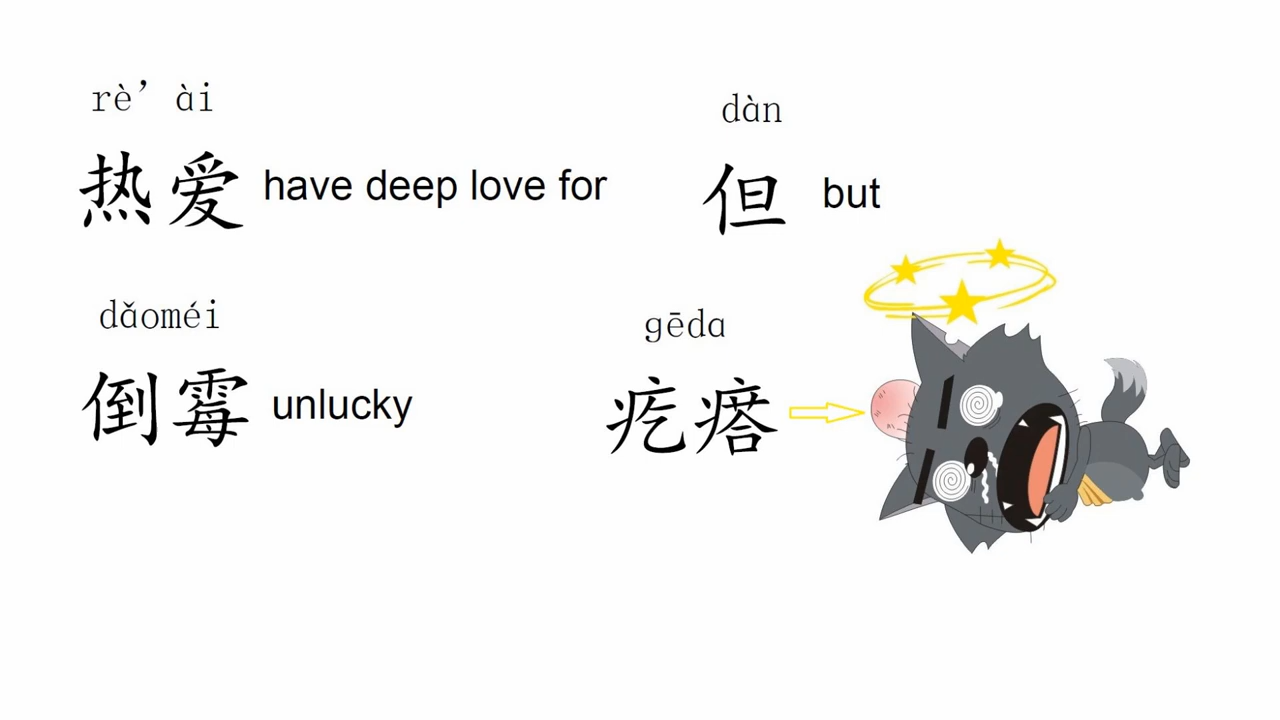 rè’ài
热爱 have deep love for
dàn
但 but
dǎoméi
倒霉 unlucky
gēda
疙瘩